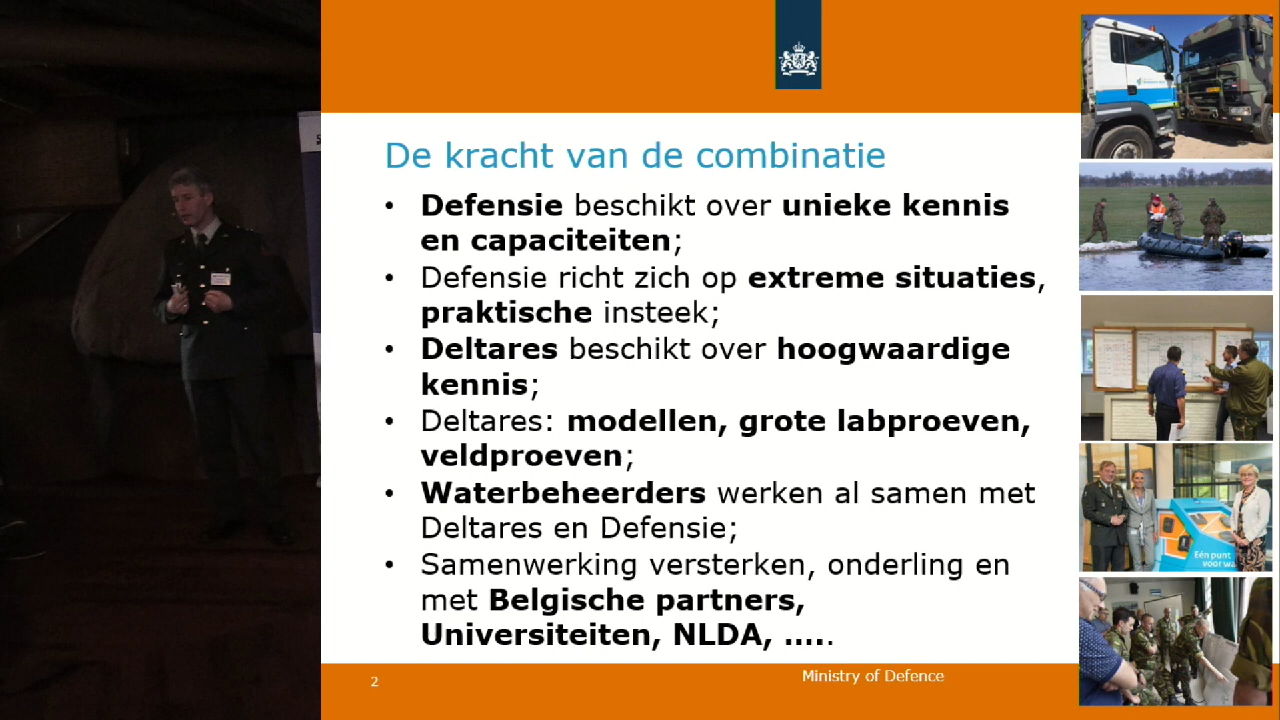 De kracht van de combinatie
• Defensie beschikt over unieke kennis
en capaciteiten;
• Defensie richt zich op extreme situaties,
praktische insteek;
• Deltares beschikt over hoogwaardige
kennis;
• Deltares: modellen, grote labproeven,
veldproeven;
• Waterbeheerders werken al samen met
Deltares en Defensie;
• Samenwerking versterken, onderling en
met Belgische partners,
Universiteiten, NLDA, …..
Eén punt
voor wa
2
Ministry of Defence